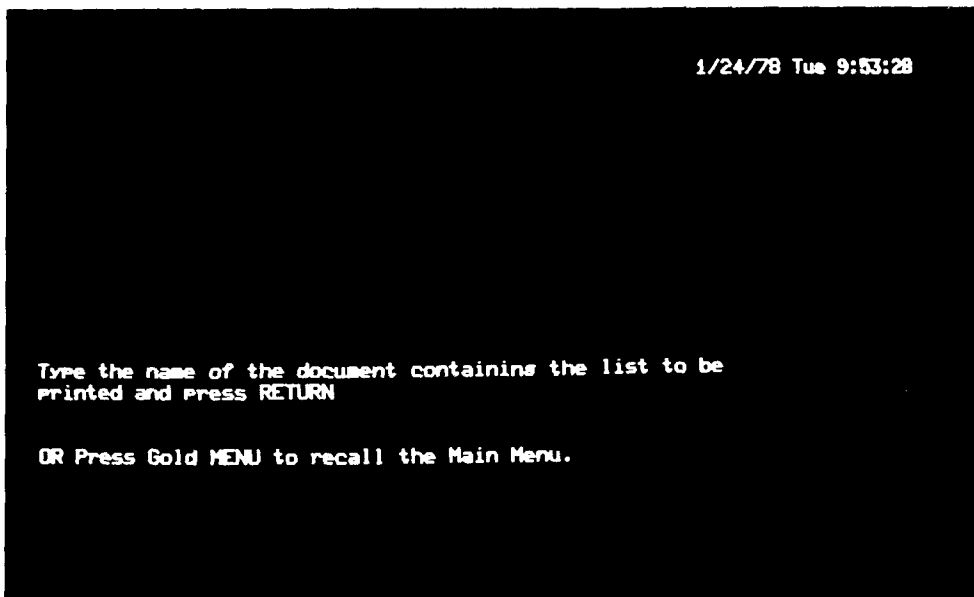 1/24/78 Tue 9:53:28
Type the name of the document containing the list to be
printed and press RETURN
OR Press Gold MENU to recall the Main Menu.